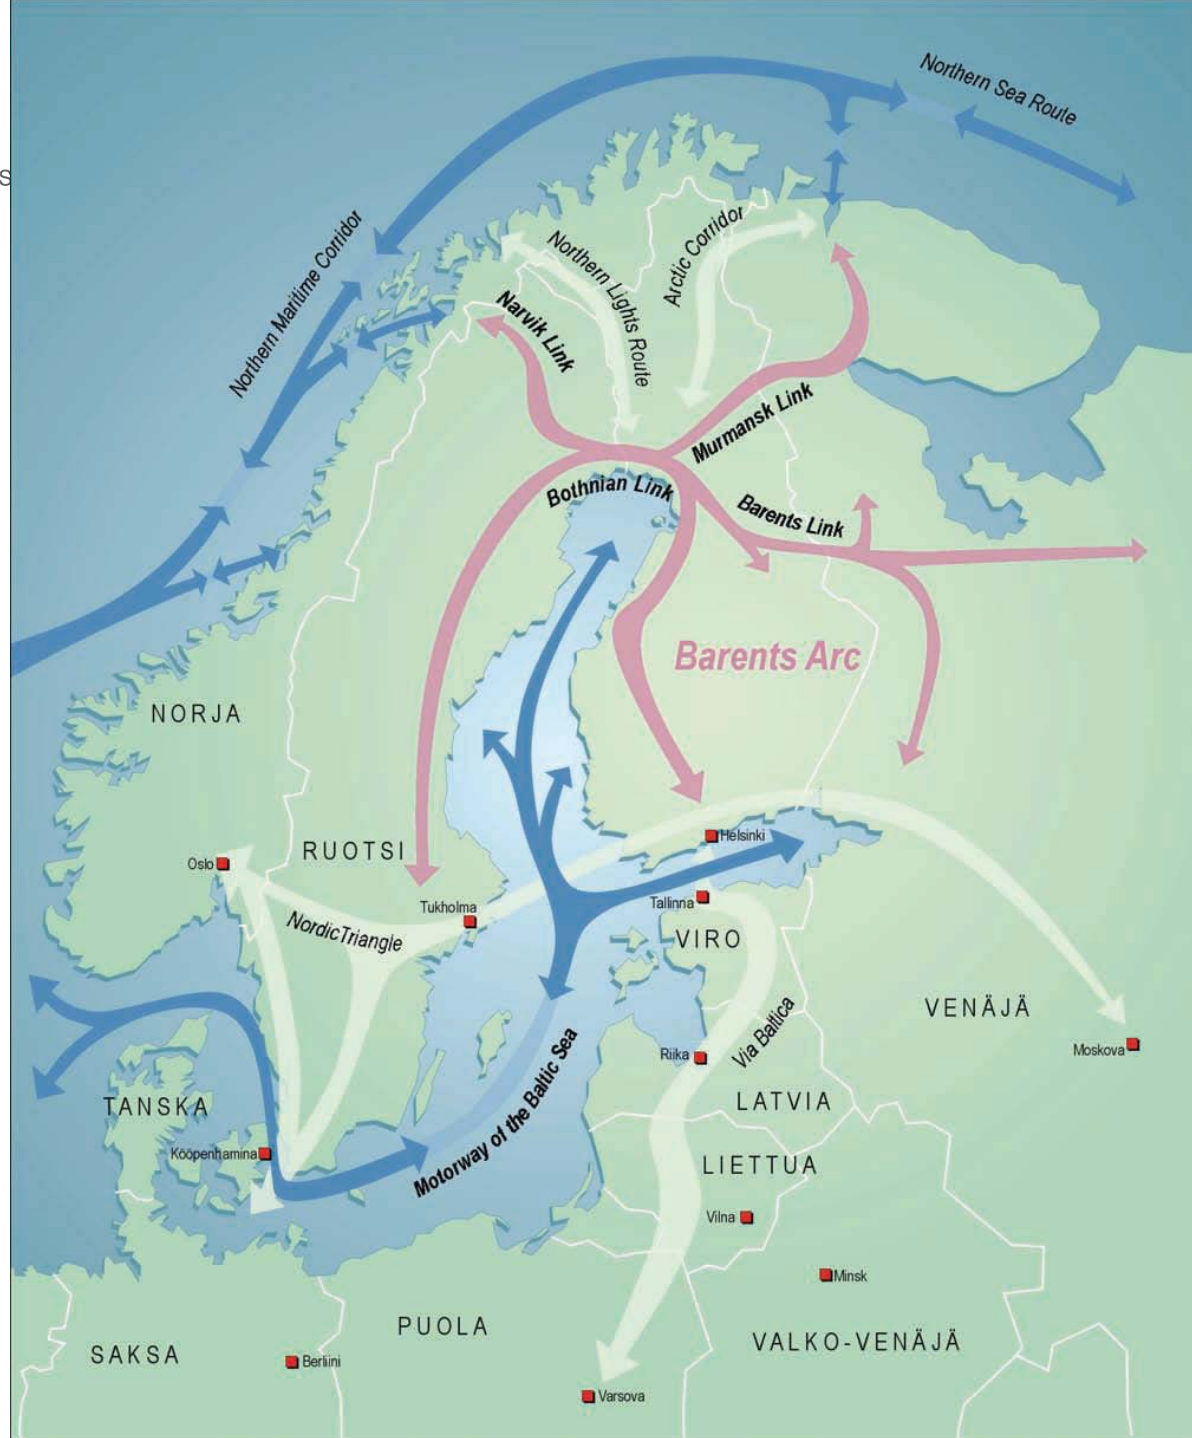 Northern Sea Route
s
Northern Maritime Corridor
Northern Lights Route
Arctic Corridor
Narvik Link
Murmansk Link
Bothnian Link
Barents Link
Barents Arc
NORJA
RUOTSI
Oslo
Helsinki
Tukholma
Tallinna
NordicTriangle
VIRO
VENÄJÄ
Via Baltica
Riika
Moskova
Motorway of the Baltic Sea
TANSKA
LATVIA
Kööpenhamina
LIETTUA
Vilna
Minsk
PUOLA
VALKO-VENÄJÄ
SAKSA
Berliini
Varsova